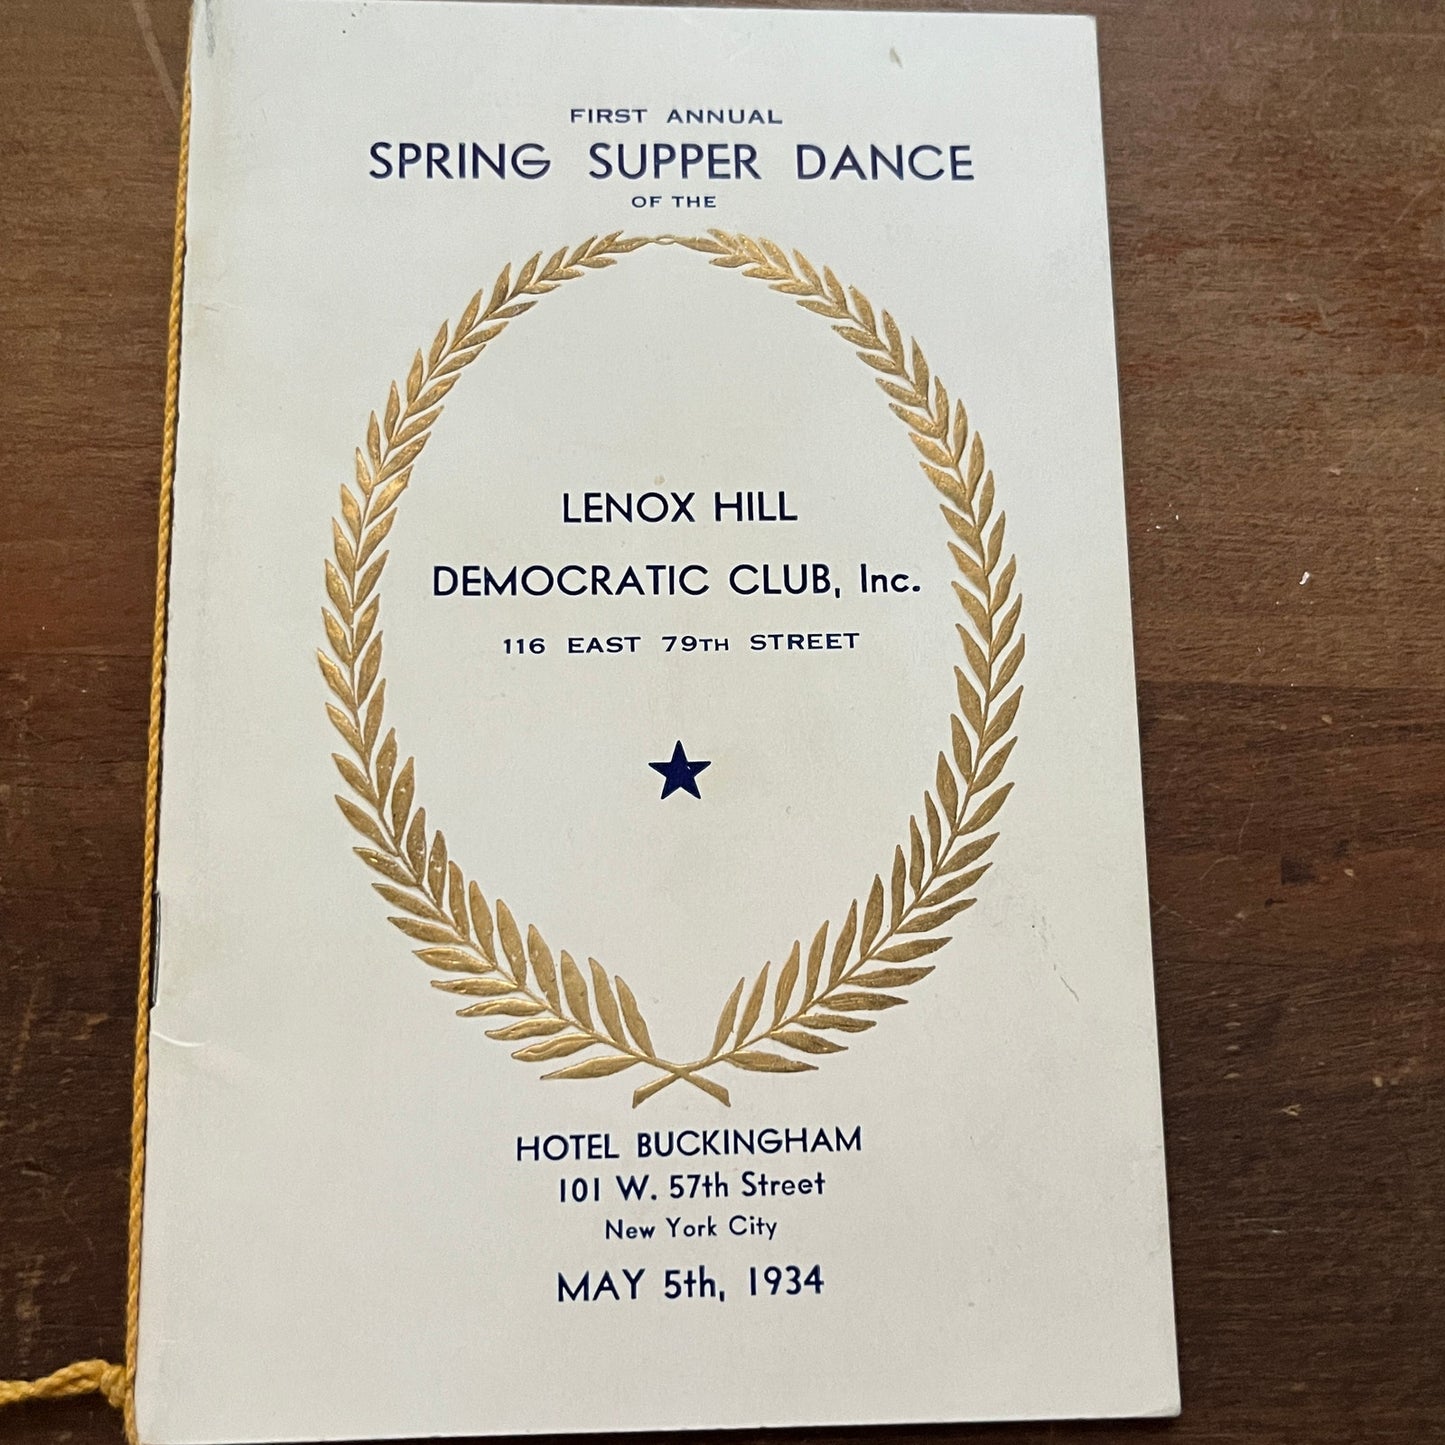 FIRST ANNUAL
SPRING SUPPER DANCE
OF THE
LENOX HILL
DEMOCRATIC CLUB, Inc.
116 EAST 79TH STREET
HOTEL BUCKINGHAM
101 W. 57th Street
New York City
MAY 5th, 1934